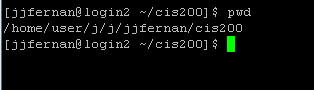 [jjfernan@login2 ~/cis200]$ pwd
/home/user/j/j/jjfernan/cis200
[jjfernan@login2 ~/cis200]$